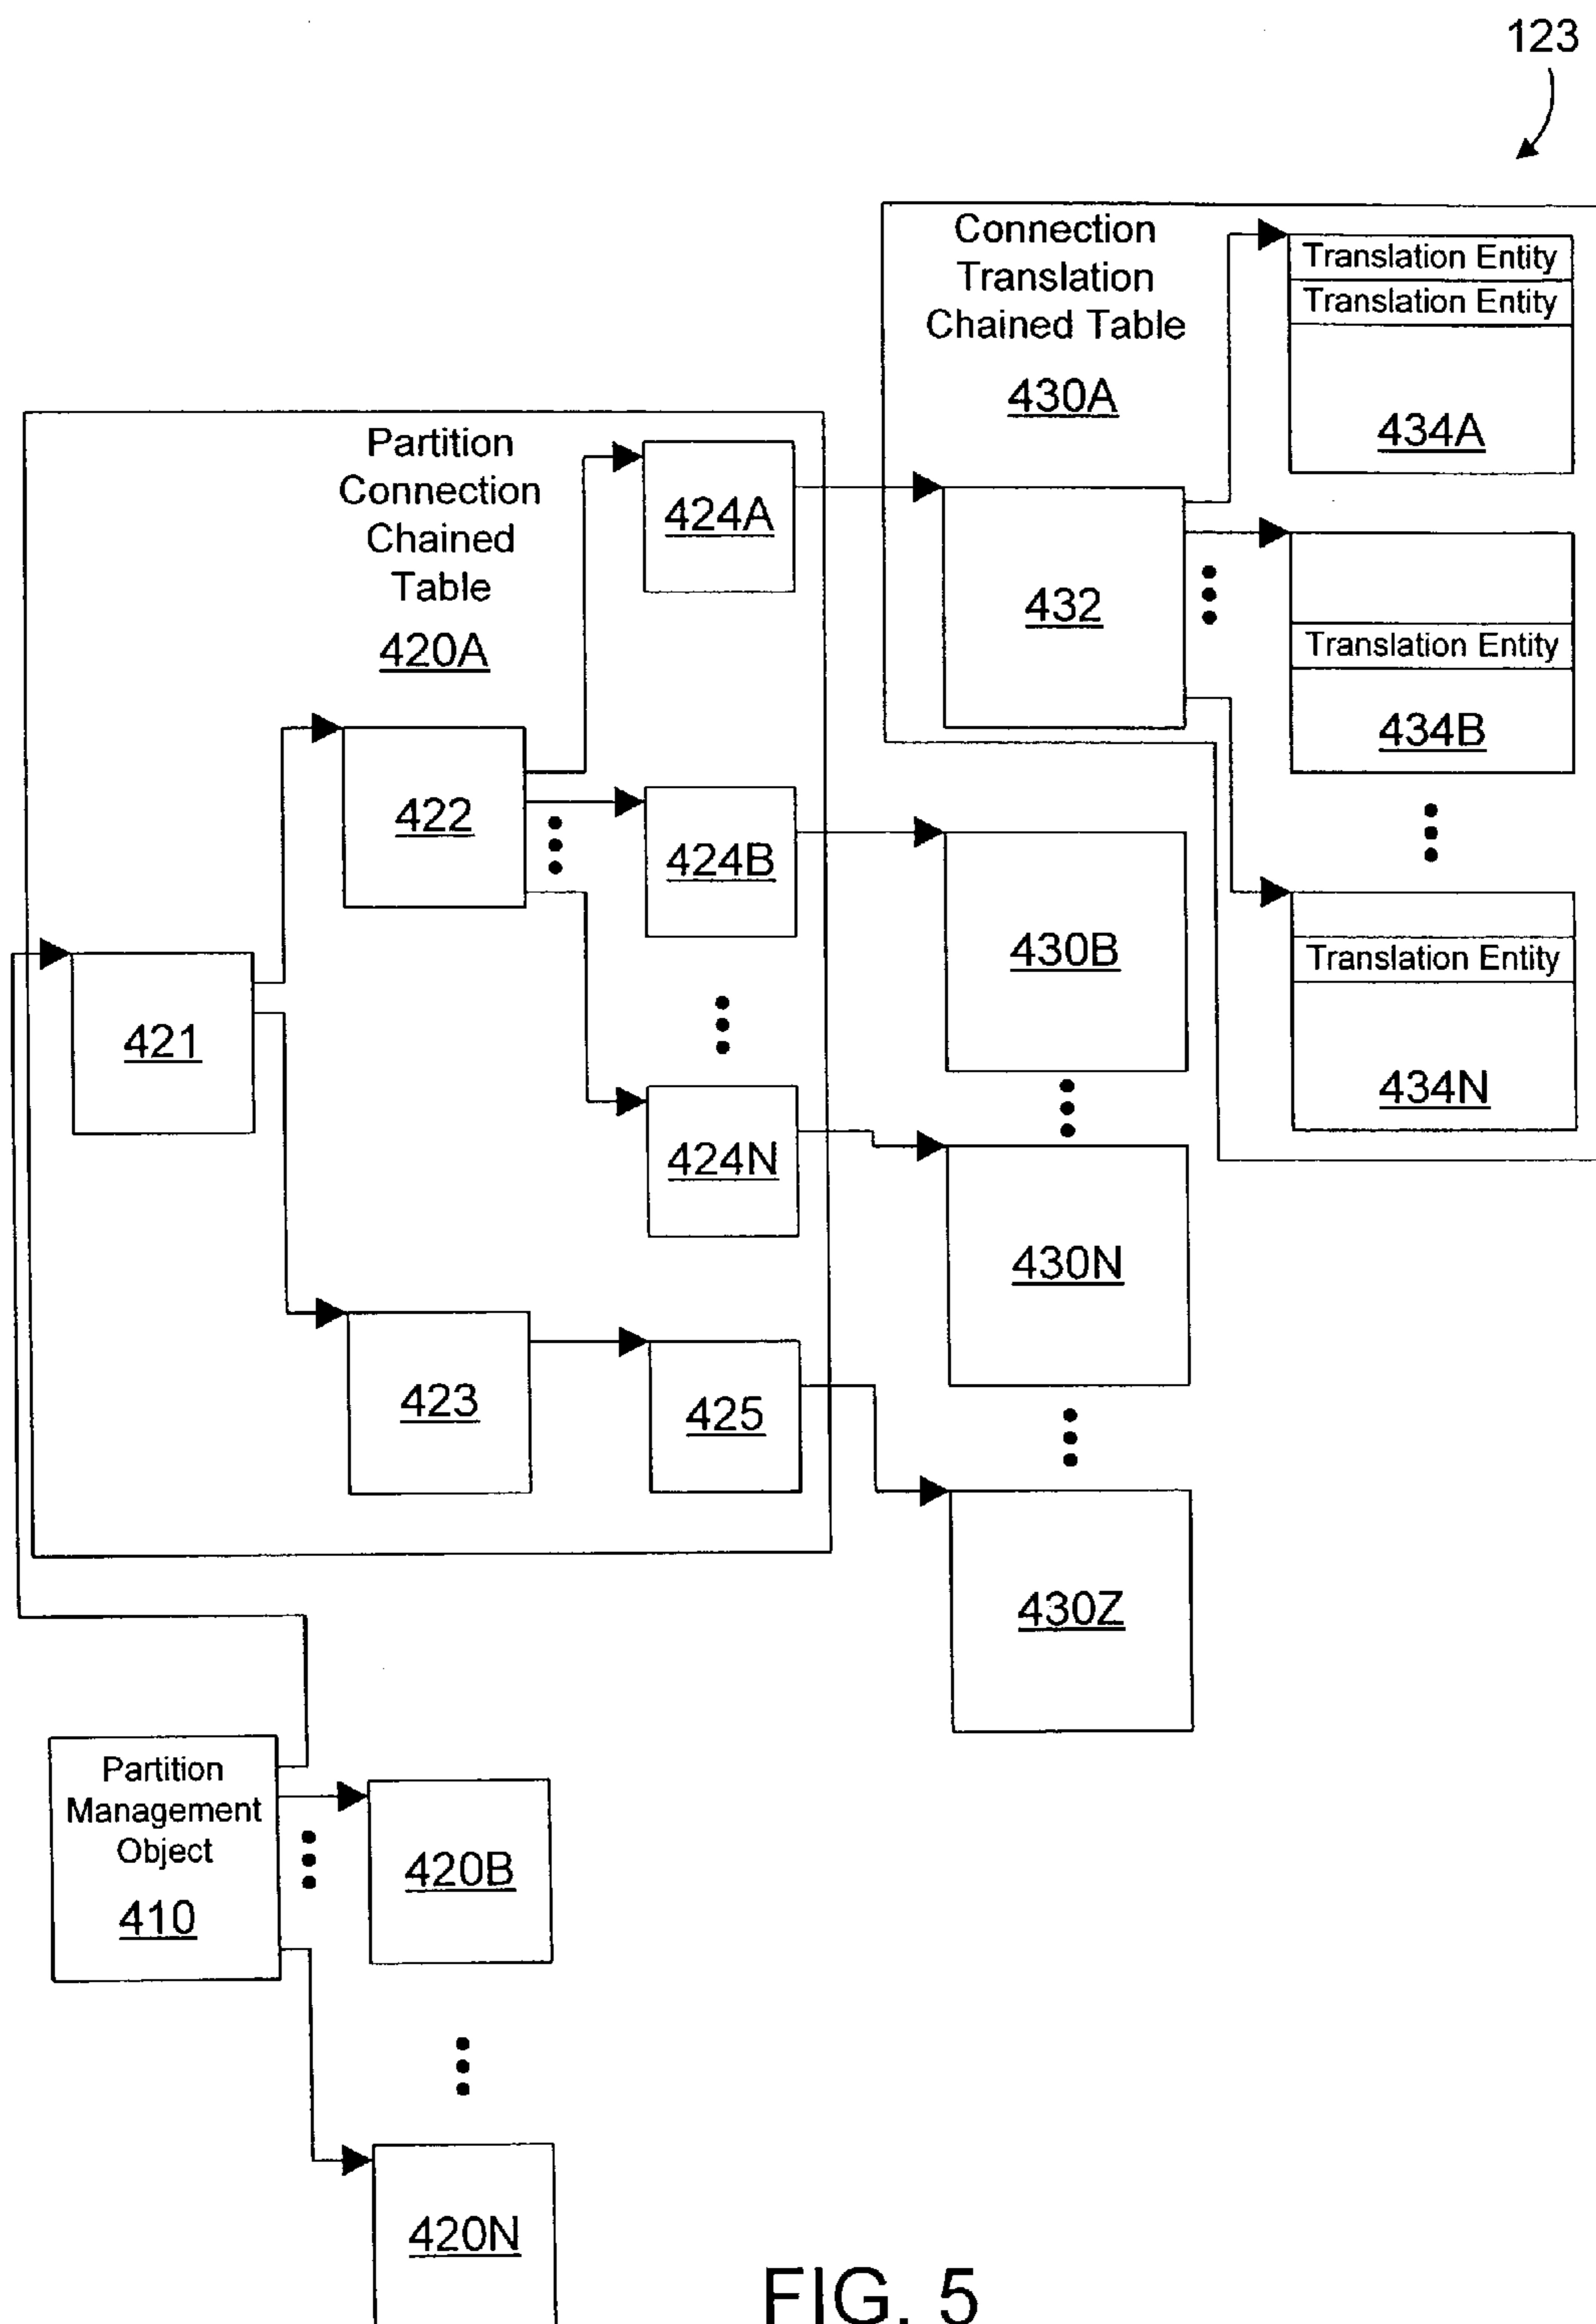 123
Connection
Translation
Chained Table
430A
Translation Entity
Translation Entity
434A
Partition
Connection
Chained
Table
420A
424A
432
Translation Entity
434B
422
424B
430B
Translation Entity
434N
421
424N
430N
423
425
430Z
Partition
Management
Object
410
420B
420N
FIG. 5